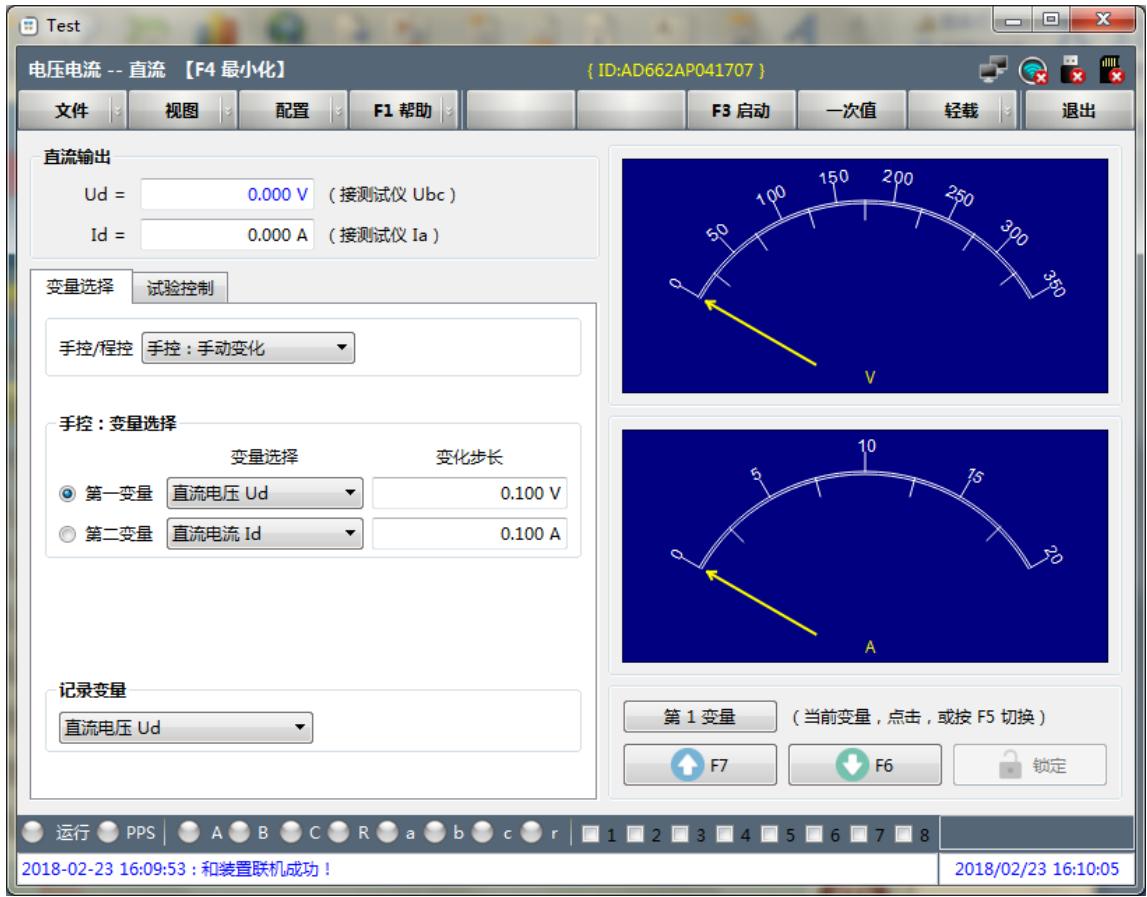 Test
电压电流 -- 直流 【F4 最小化】 { ID:AD662AP041707 }
文件 视图 配置 F1 帮助 F3 启动 一次值 轻载 退出
直流输出
Ud = 0.000 V （接测试仪 Ubc）
Id = 0.000 A （接测试仪 Ia）
变量选择 试验控制
手控/程控 手控：手动变化
手控：变量选择
变量选择 变化步长
第一变量 直流电压 Ud 0.100 V
第二变量 直流电流 Id 0.100 A
记录变量
直流电压 Ud
0 50 100 150 200 250 300 350
V
0 5 10 15 20
A
第 1 变量 （当前变量，点击，或按 F5 切换）
F7 F6 锁定
运行 PPS A B C R a b c r 1 2 3 4 5 6 7 8
2018-02-23 16:09:53：和装置联机成功！ 2018/02/23 16:10:05